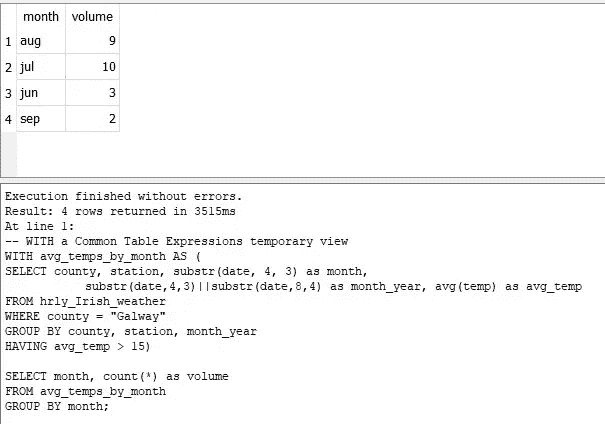 month volume
1 aug 9
2 jul 10
3 jun 3
4 sep 2
Execution finished without errors.
Result: 4 rows returned in 3515ms
At line 1:
-- WITH a Common Table Expressions temporary view
WITH avg_temps_by_month AS (
SELECT county, station, substr(date, 4, 3) as month,
substr(date,4,3)||substr(date,8,4) as month_year, avg(temp) as avg_temp
FROM hrly_Irish_weather
WHERE county = "Galway"
GROUP BY county, station, month_year
HAVING avg_temp > 15)
SELECT month, count(*) as volume
FROM avg_temps_by_month
GROUP BY month;